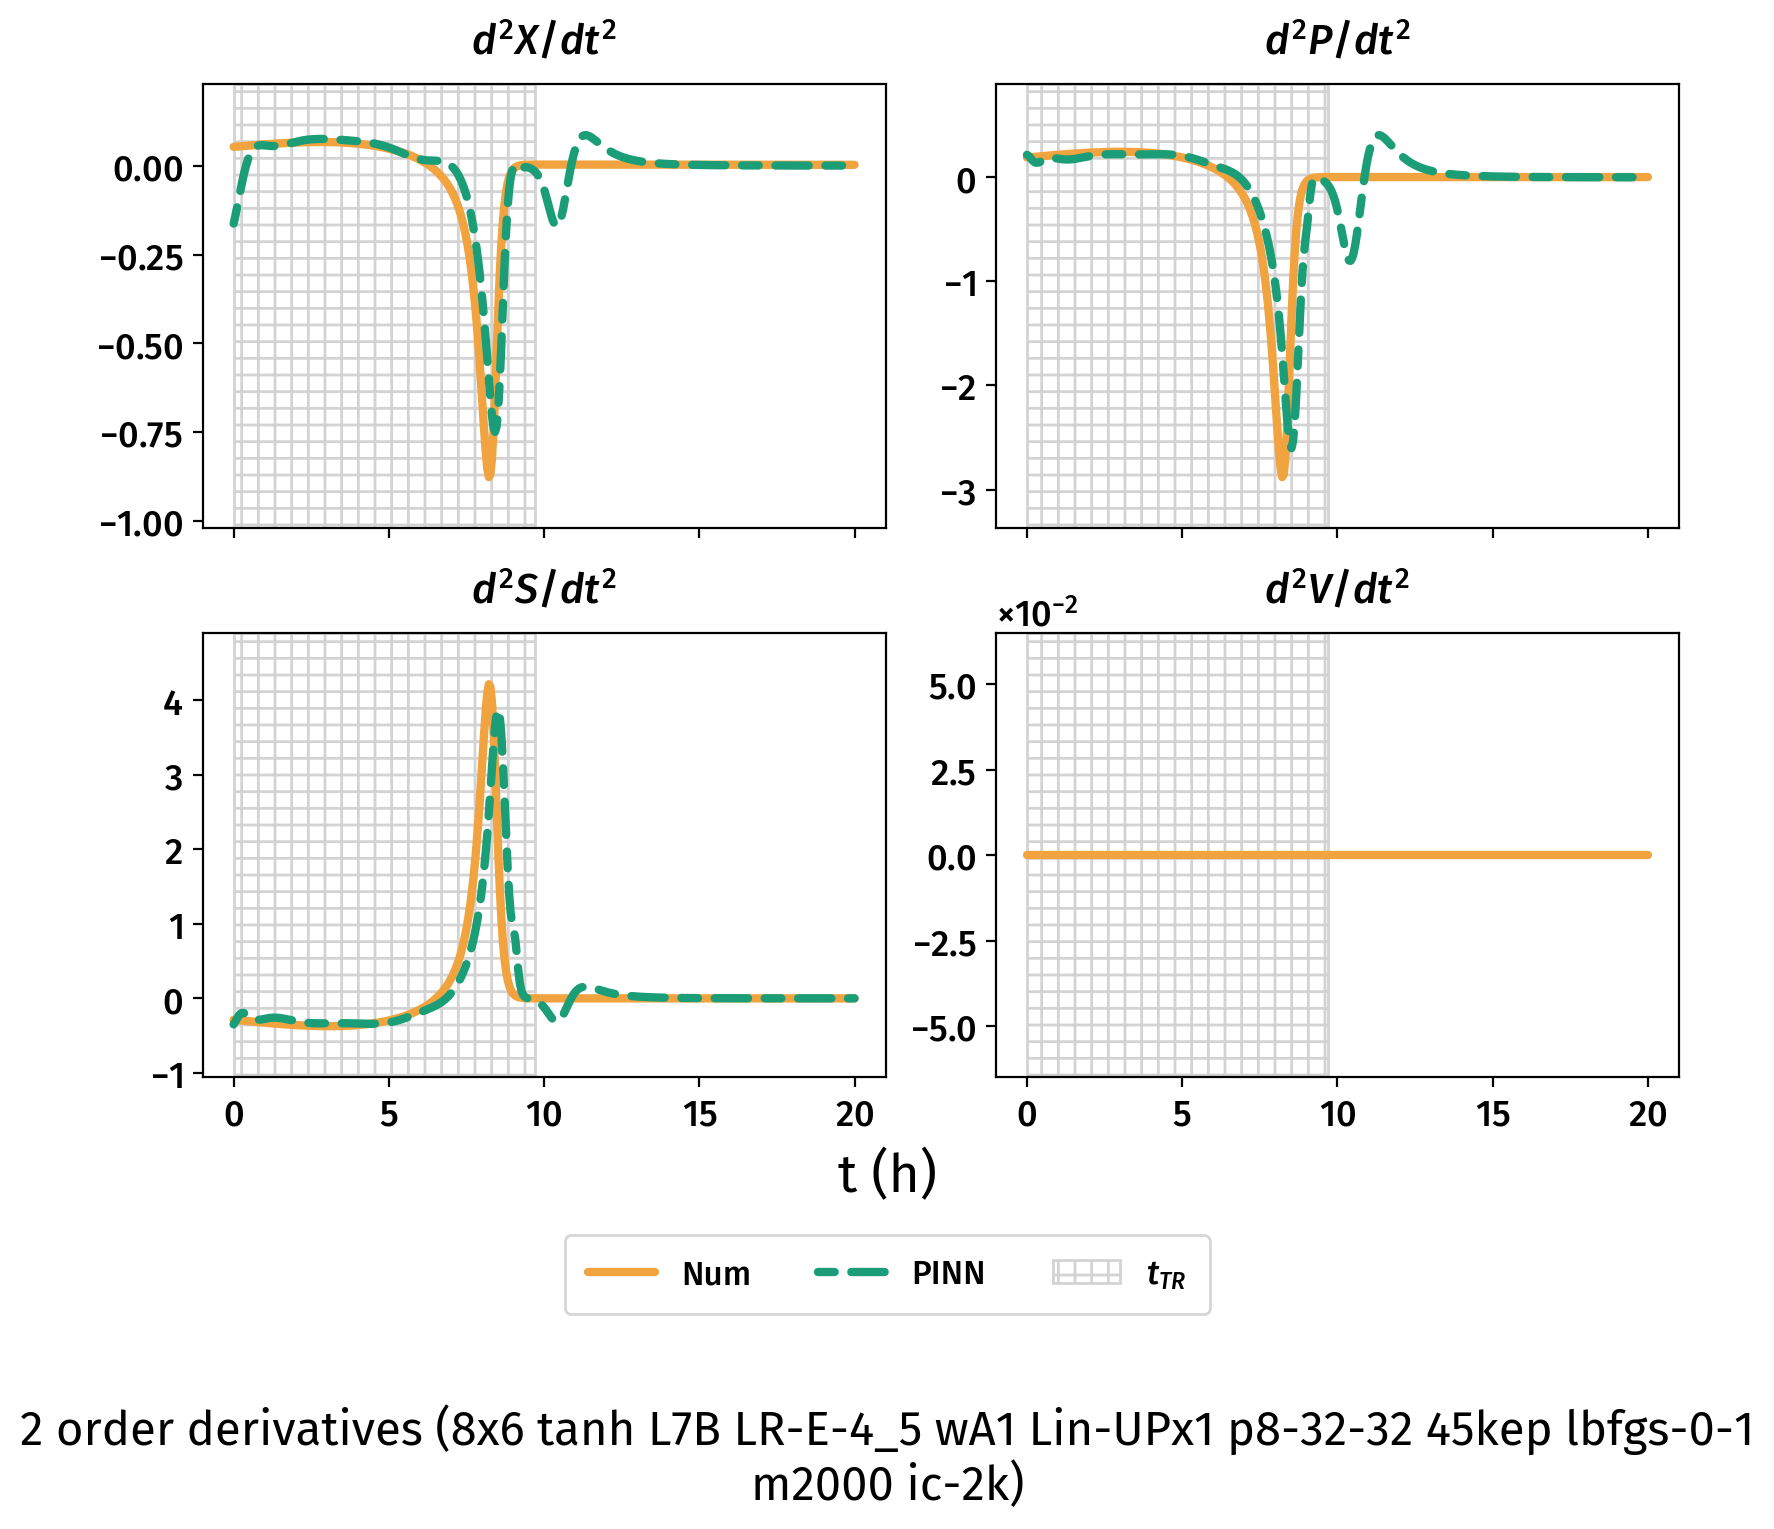 d²X/dt²
0.00
−0.25
−0.50
−0.75
−1.00
d²P/dt²
0
−1
−2
−3
d²S/dt²
4
3
2
1
0
−1
0 5 10 15 20
d²V/dt²
×10⁻²
5.0
2.5
0.0
−2.5
−5.0
0 5 10 15 20
t (h)
Num PINN t_TR
2 order derivatives (8x6 tanh L7B LR-E-4_5 wA1 Lin-UPx1 p8-32-32 45kep lbfgs-0-1
m2000 ic-2k)